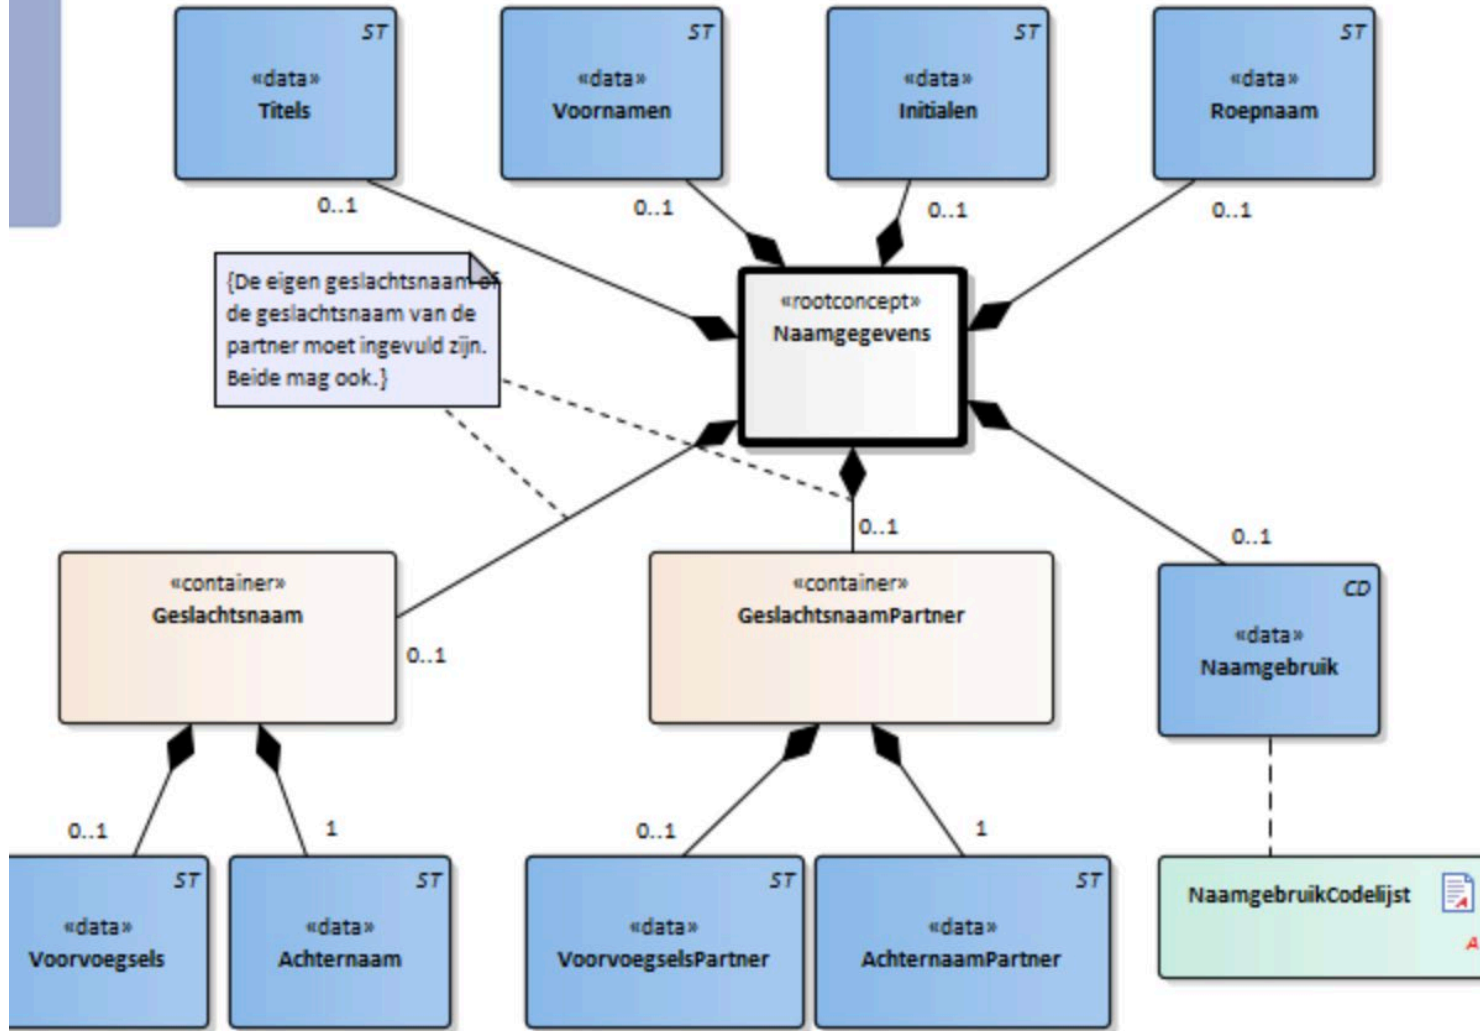 ST
«data»
Titels
ST
«data»
Voornamen
ST
«data»
Initialen
ST
«data»
Roepnaam
0..1
0..1
0..1
0..1
{De eigen geslachtsnaam of
de geslachtsnaam van de
partner moet ingevuld zijn.
Beide mag ook.}
«rootconcept»
Naamgegevens
0..1
0..1
0..1
«container»
Geslachtsnaam
«container»
GeslachtsnaamPartner
CD
«data»
Naamgebruik
0..1
1
0..1
1
ST
«data»
Voorvoegsels
ST
«data»
Achternaam
ST
«data»
VoorvoegselsPartner
ST
«data»
AchternaamPartner
NaamgebruikCodelijst
A
A